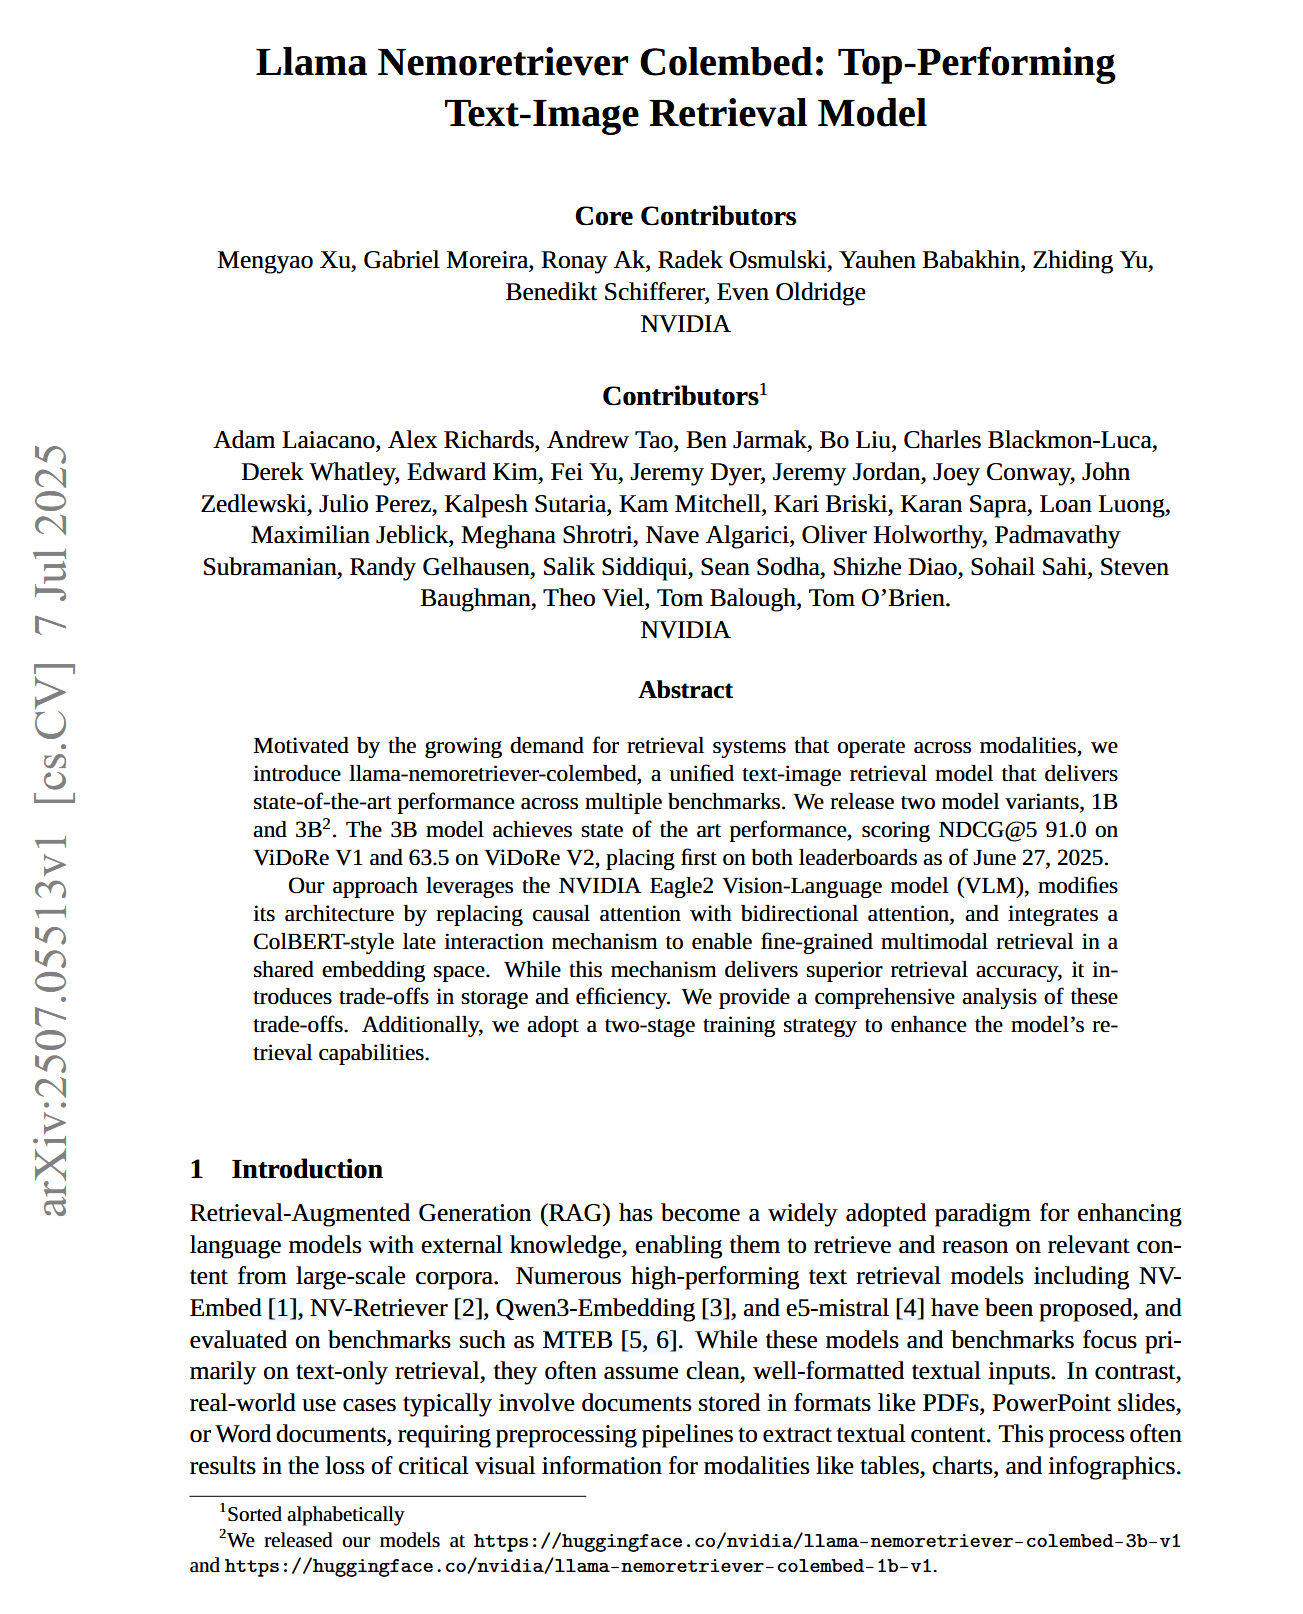 Llama Nemoretriever Colembed: Top-Performing
Text-Image Retrieval Model
Core Contributors
Mengyao Xu, Gabriel Moreira, Ronay Ak, Radek Osmulski, Yauhen Babakhin, Zhiding Yu,
Benedikt Schifferer, Even Oldridge
NVIDIA
Contributors¹
Adam Laiacano, Alex Richards, Andrew Tao, Ben Jarmak, Bo Liu, Charles Blackmon-Luca,
Derek Whatley, Edward Kim, Fei Yu, Jeremy Dyer, Jeremy Jordan, Joey Conway, John
Zedlewski, Julio Perez, Kalpesh Sutaria, Kam Mitchell, Kari Briski, Karan Sapra, Loan Luong,
Maximilian Jeblick, Meghana Shrotri, Nave Algarici, Oliver Holworthy, Padmavathy
Subramanian, Randy Gelhausen, Salik Siddiqui, Sean Sodha, Shizhe Diao, Sohail Sahi, Steven
Baughman, Theo Viel, Tom Balough, Tom O’Brien.
NVIDIA
Abstract
Motivated by the growing demand for retrieval systems that operate across modalities, we
introduce llama-nemoretriever-colembed, a unified text-image retrieval model that delivers
state-of-the-art performance across multiple benchmarks. We release two model variants, 1B
and 3B². The 3B model achieves state of the art performance, scoring NDCG@5 91.0 on
ViDoRe V1 and 63.5 on ViDoRe V2, placing first on both leaderboards as of June 27, 2025.
Our approach leverages the NVIDIA Eagle2 Vision-Language model (VLM), modifies
its architecture by replacing causal attention with bidirectional attention, and integrates a
ColBERT-style late interaction mechanism to enable fine-grained multimodal retrieval in a
shared embedding space. While this mechanism delivers superior retrieval accuracy, it in-
troduces trade-offs in storage and efficiency. We provide a comprehensive analysis of these
trade-offs. Additionally, we adopt a two-stage training strategy to enhance the model’s re-
trieval capabilities.
1 Introduction
Retrieval-Augmented Generation (RAG) has become a widely adopted paradigm for enhancing
language models with external knowledge, enabling them to retrieve and reason on relevant con-
tent from large-scale corpora. Numerous high-performing text retrieval models including NV-
Embed [1], NV-Retriever [2], Qwen3-Embedding [3], and e5-mistral [4] have been proposed, and
evaluated on benchmarks such as MTEB [5, 6]. While these models and benchmarks focus pri-
marily on text-only retrieval, they often assume clean, well-formatted textual inputs. In contrast,
real-world use cases typically involve documents stored in formats like PDFs, PowerPoint slides,
or Word documents, requiring preprocessing pipelines to extract textual content. This process often
results in the loss of critical visual information for modalities like tables, charts, and infographics.
¹Sorted alphabetically
²We released our models at https://huggingface.co/nvidia/llama-nemoretriever-colembed-3b-v1
and https://huggingface.co/nvidia/llama-nemoretriever-colembed-1b-v1.
arXiv:2507.05513v1 [cs.CV] 7 Jul 2025